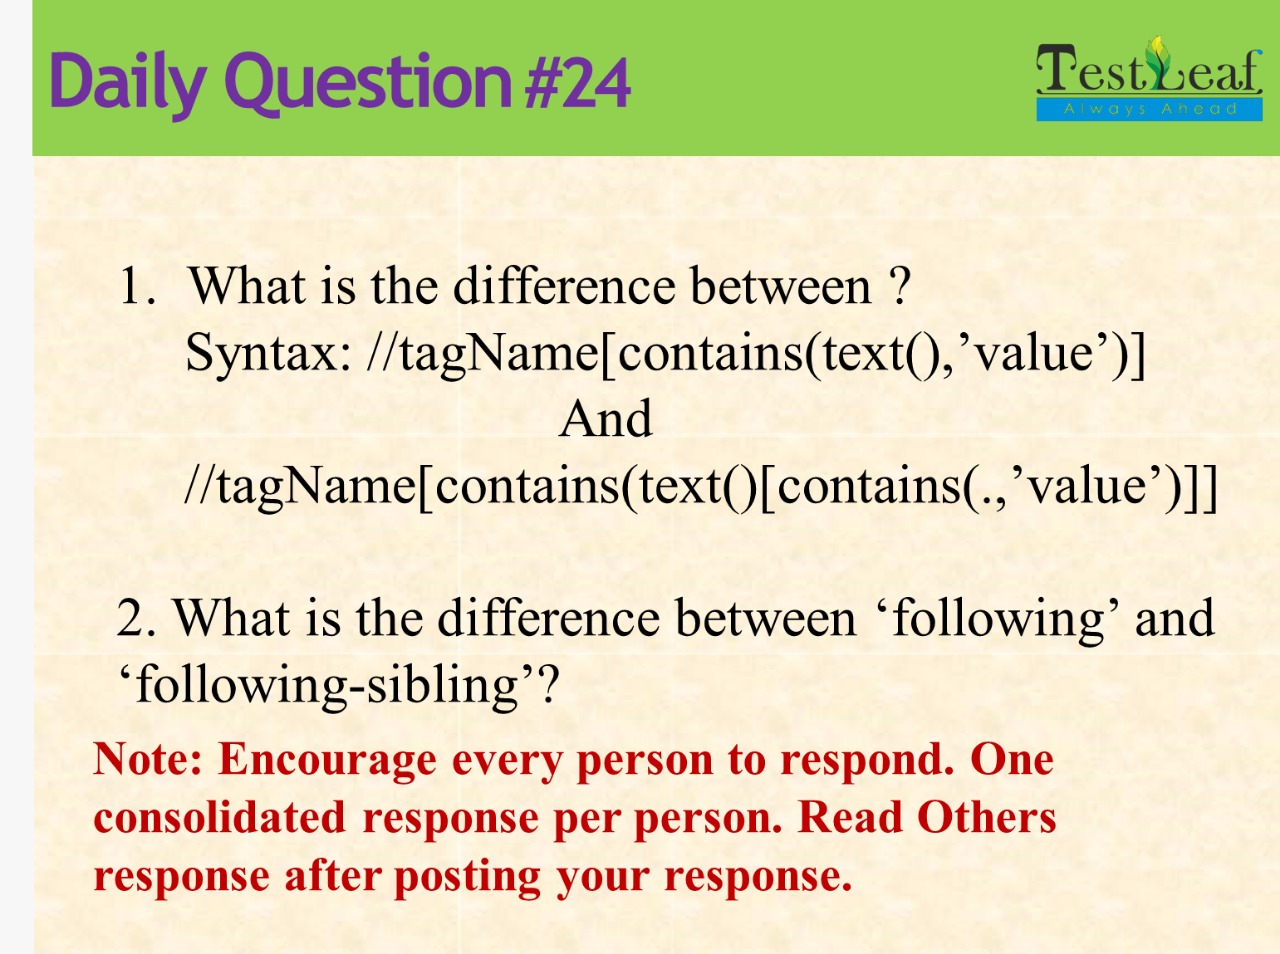 Daily Question #24
TestLeaf
Always Ahead
1. What is the difference between ?
Syntax: //tagName[contains(text(),’value’)]
And
//tagName[contains(text()[contains(.,’value’)]]
2. What is the difference between ‘following’ and
‘following-sibling’?
Note: Encourage every person to respond. One
consolidated response per person. Read Others
response after posting your response.